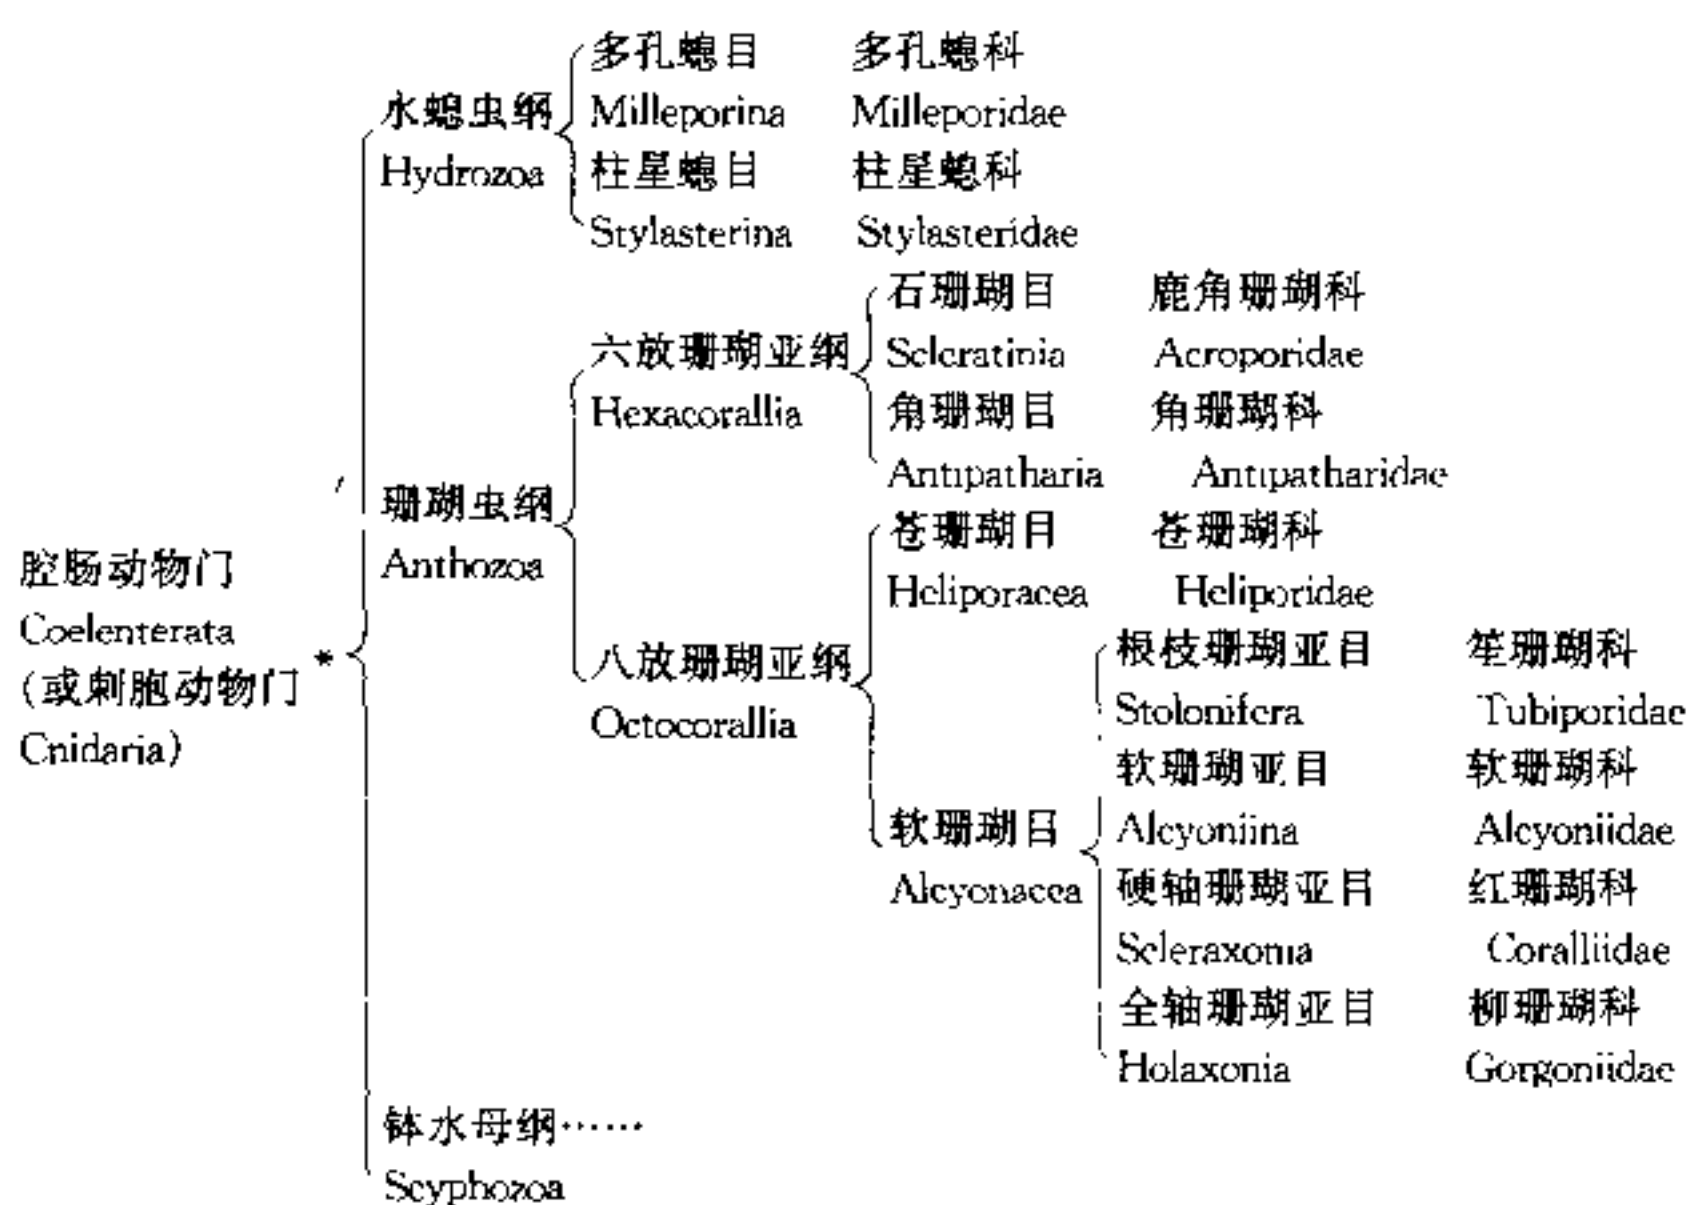 多孔螅目 多孔螅科
水螅虫纲 Milleporina Milleporidae
Hydrozoa 柱星螅目 柱星螅科
Stylasterina Stylasteridae
石珊瑚目 鹿角珊瑚科
六放珊瑚亚纲 Scleratinia Acroporidae
Hexacorallia 角珊瑚目 角珊瑚科
Antipatharia Antipatharidae
珊瑚虫纲 苍珊瑚目 苍珊瑚科
Anthozoa Heliporacea Heliporidae
腔肠动物门
Coelenterata
(或刺胞动物门 *
Cnidaria)
八放珊瑚亚纲 根枝珊瑚亚目 笙珊瑚科
Octocorallia Stolonifera Tubiporidae
软珊瑚亚目 软珊瑚科
软珊瑚目 Alcyoniina Alcyoniidae
Alcyonacea 硬轴珊瑚亚目 红珊瑚科
Scleraxonia Coralliidae
全轴珊瑚亚目 柳珊瑚科
Holaxonia Gorgoniidae
钵水母纲……
Scyphozoa